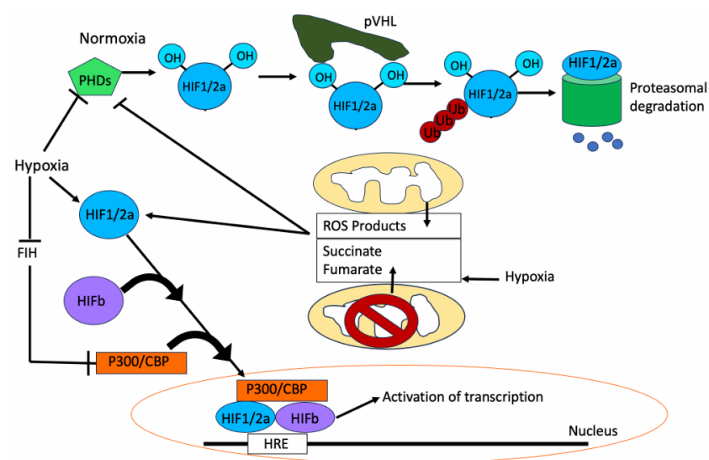 pVHL
Normoxia
PHDs
OH
OH
HIF1/2a
OH
OH
HIF1/2a
OH
OH
HIF1/2a
Ub
Ub
Ub
HIF1/2a
Proteasomal
degradation
Hypoxia
HIF1/2a
FIH
HIFb
P300/CBP
ROS Products
Succinate
Fumarate
Hypoxia
P300/CBP
HIF1/2a
HIFb
Activation of transcription
HRE
Nucleus